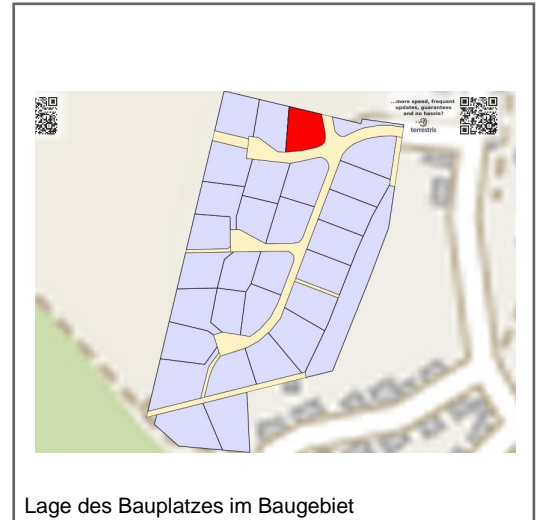 ...more speed, frequent
updates, guarantees
and no hassle?
terrestris
Lage des Bauplatzes im Baugebiet